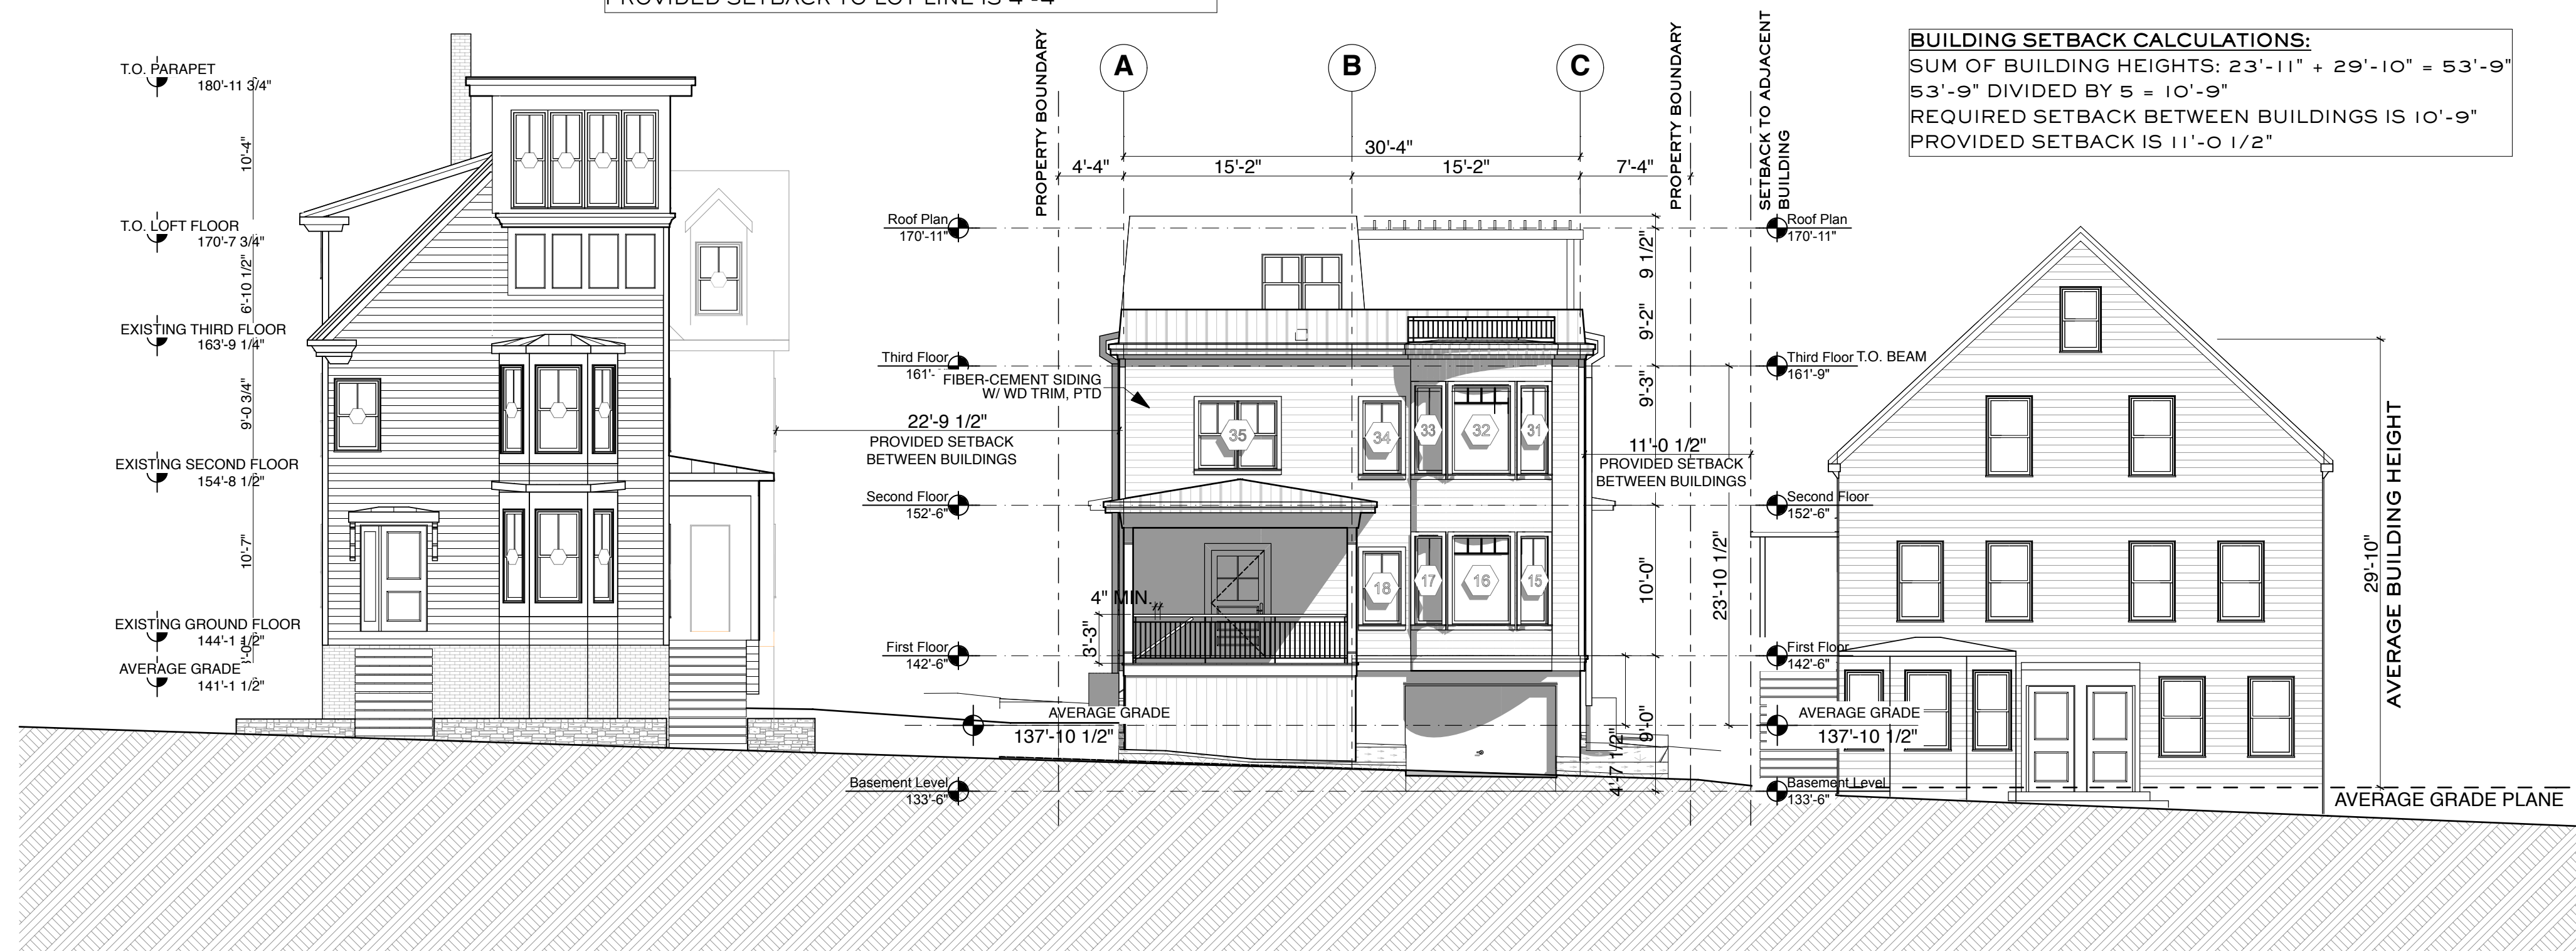 PROVIDED SETBACK TO LOT LINE IS 4'-4"
BUILDING SETBACK CALCULATIONS:
SUM OF BUILDING HEIGHTS: 23'-11" + 29'-10" = 53'-9"
53'-9" DIVIDED BY 5 = 10'-9"
REQUIRED SETBACK BETWEEN BUILDINGS IS 10'-9"
PROVIDED SETBACK IS 11'-0 1/2"
T.O. PARAPET
180'-11 3/4"
10'-4"
T.O. LOFT FLOOR
170'-7 3/4"
6'-10 1/2"
EXISTING THIRD FLOOR
163'-9 1/4"
9'-0 3/4"
EXISTING SECOND FLOOR
154'-8 1/2"
10'-7"
EXISTING GROUND FLOOR
144'-1 1/2"
AVERAGE GRADE
141'-1 1/2"
PROPERTY BOUNDARY
A
B
C
PROPERTY BOUNDARY
SETBACK TO ADJACENT
BUILDING
30'-4"
4'-4"
15'-2"
15'-2"
7'-4"
Roof Plan
170'-11"
Third Floor
161'-
FIBER-CEMENT SIDING
W/ WD TRIM, PTD
22'-9 1/2"
PROVIDED SETBACK
BETWEEN BUILDINGS
Second Floor
152'-6"
4" MIN.
3'-3"
First Floor
142'-6"
AVERAGE GRADE
137'-10 1/2"
Basement Level
133'-6"
35
34
33
32
31
18
17
16
15
9 1/2"
9'-2"
9'-3"
11'-0 1/2"
PROVIDED SETBACK
BETWEEN BUILDINGS
10'-0"
23'-10 1/2"
9'-0"
4'-7 1/2"
Roof Plan
170'-11"
Third Floor T.O. BEAM
161'-9"
Second Floor
152'-6"
First Floor
142'-6"
AVERAGE GRADE
137'-10 1/2"
Basement Level
133'-6"
29'-10"
AVERAGE BUILDING HEIGHT
AVERAGE GRADE PLANE